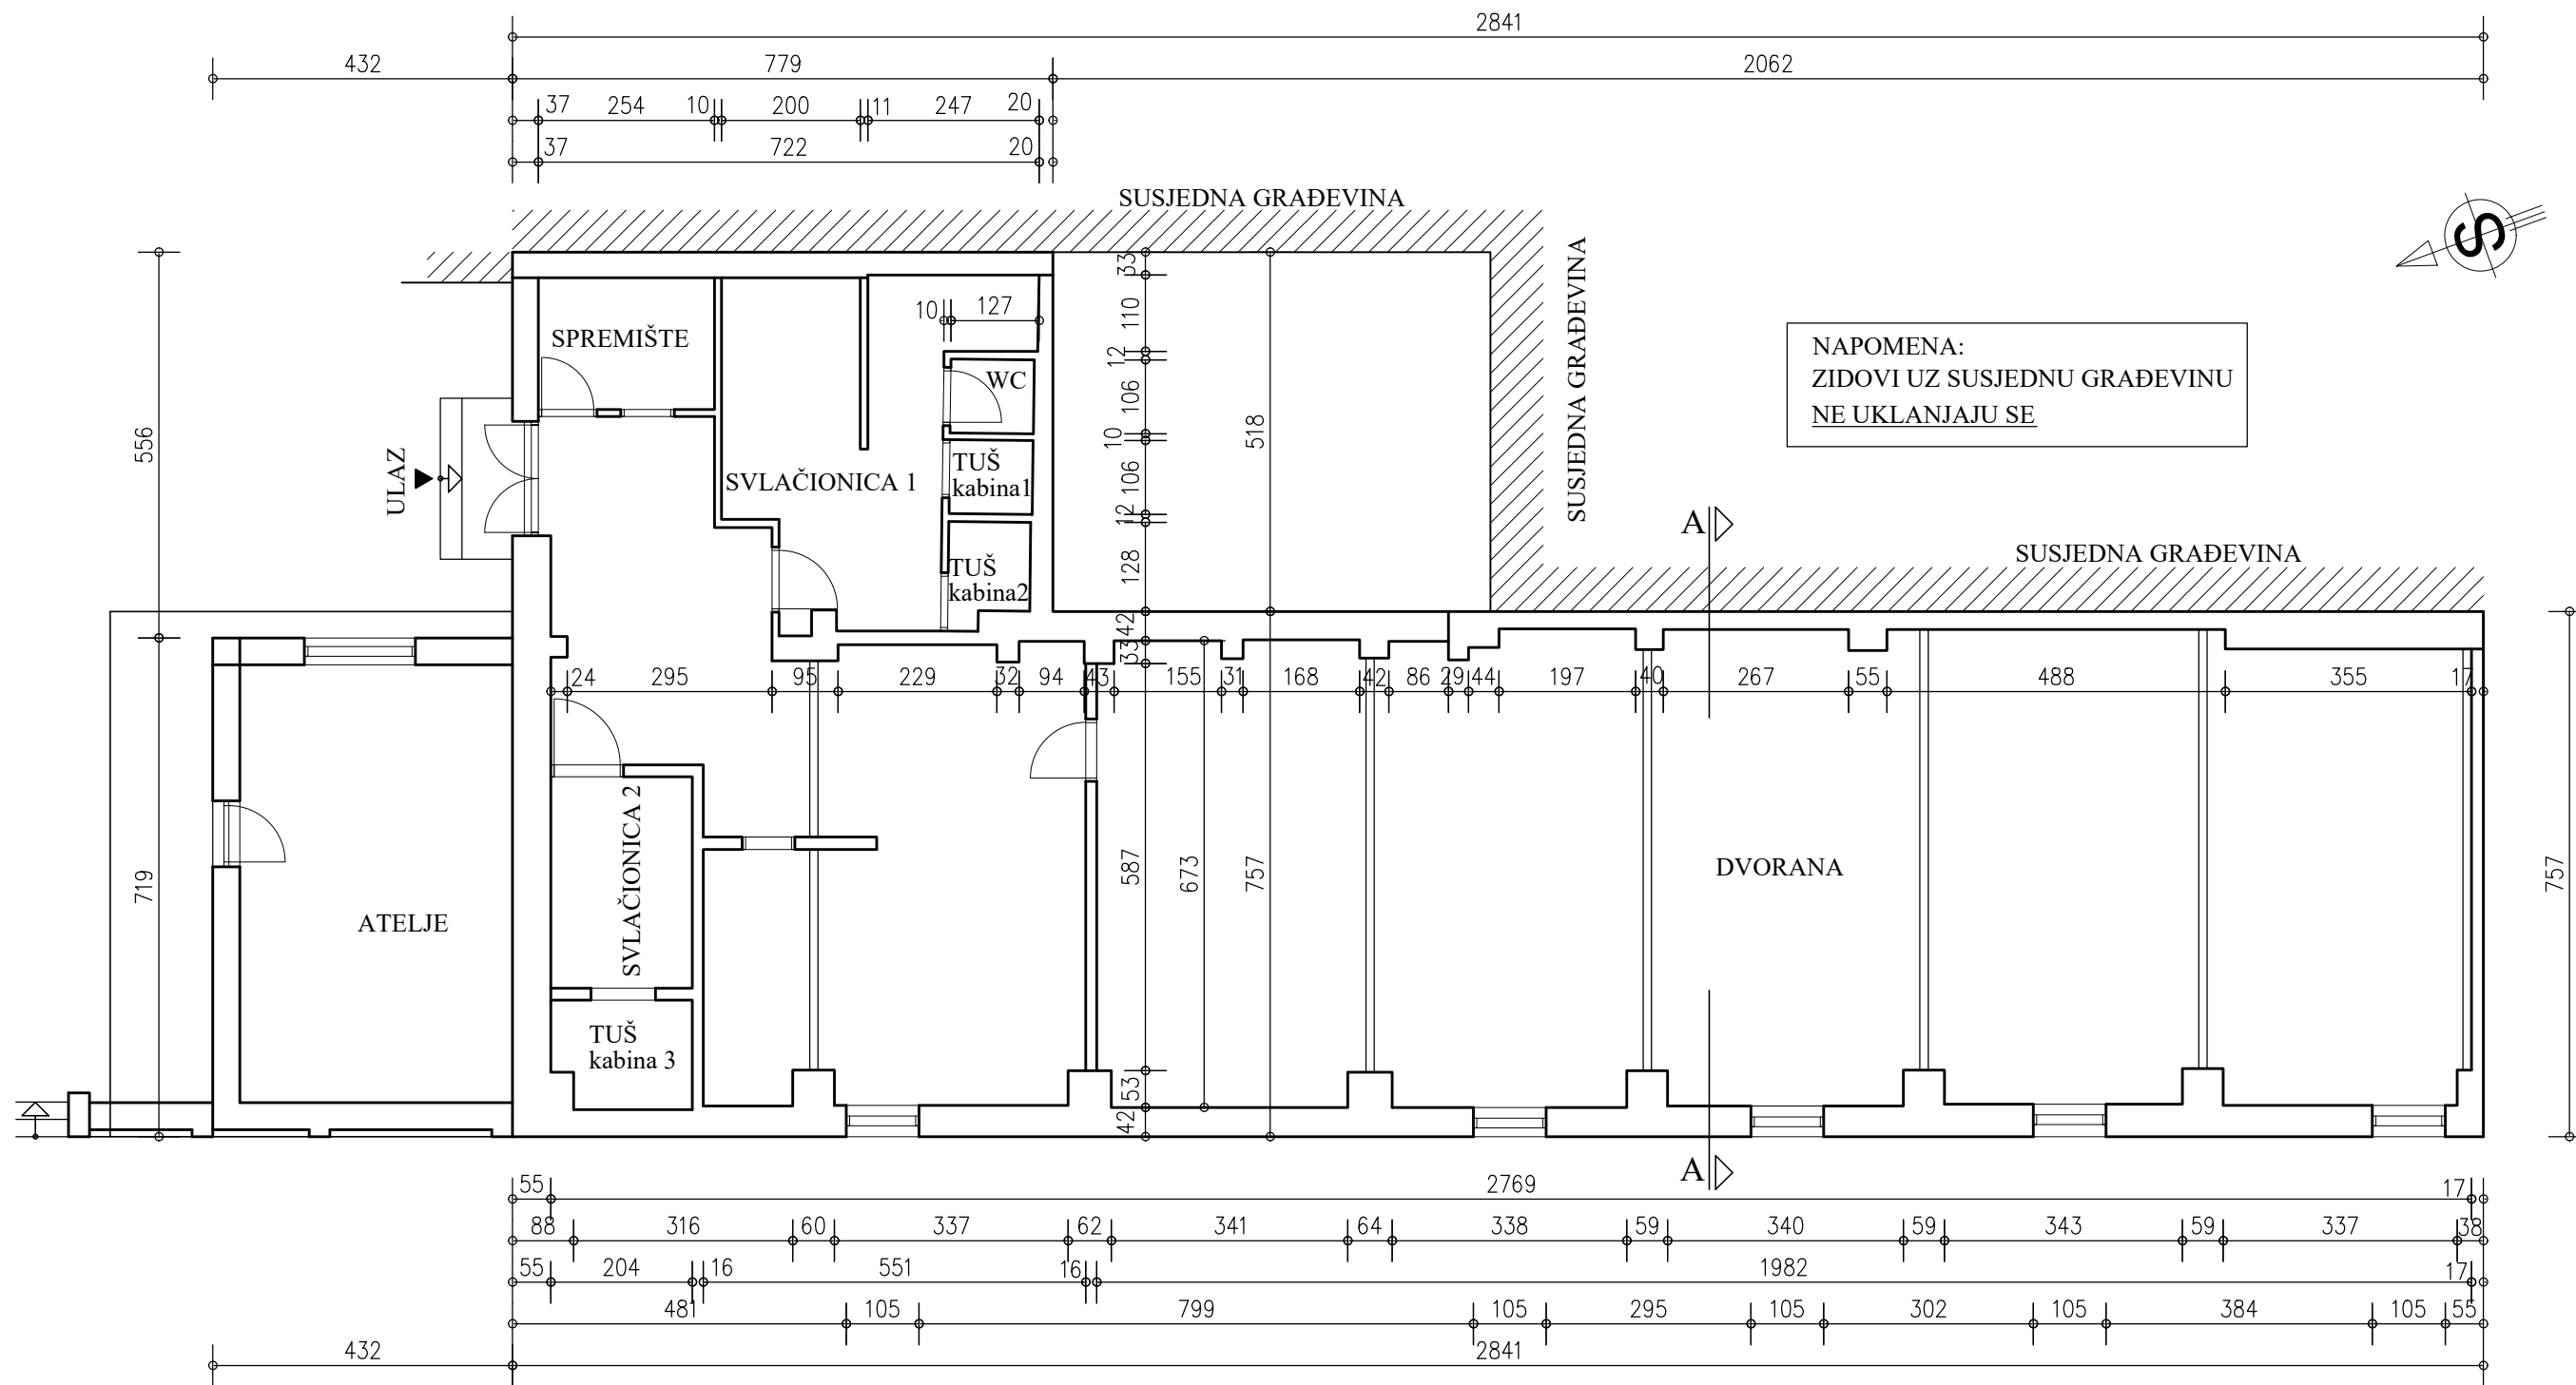 2841
432 779 2062
37 254 10 200 11 247 20
37 722 20
SUSJEDNA GRAĐEVINA
S
SUSJEDNA GRAĐEVINA
NAPOMENA:
ZIDOVI UZ SUSJEDNU GRAĐEVINU
NE UKLANJAJU SE
33
110
12
106
10
106
12
128
42
33
587
53
42
518
673
757
10 127
SPREMIŠTE
WC
556
ULAZ
TUŠ
kabina1
SVLAČIONICA 1
TUŠ
kabina2
A
SUSJEDNA GRAĐEVINA
24 295 95 229 32 94 43 155 31 168 42 86 29 44 197 40 267 55 488 355 17
SVLAČIONICA 2
719
757
DVORANA
ATELJE
TUŠ
kabina 3
A
55 2769 17
88 316 60 337 62 341 64 338 59 340 59 343 59 337 38
55 204 16 551 16 1982 17
481 105 799 105 295 105 302 105 384 105 55
432 2841